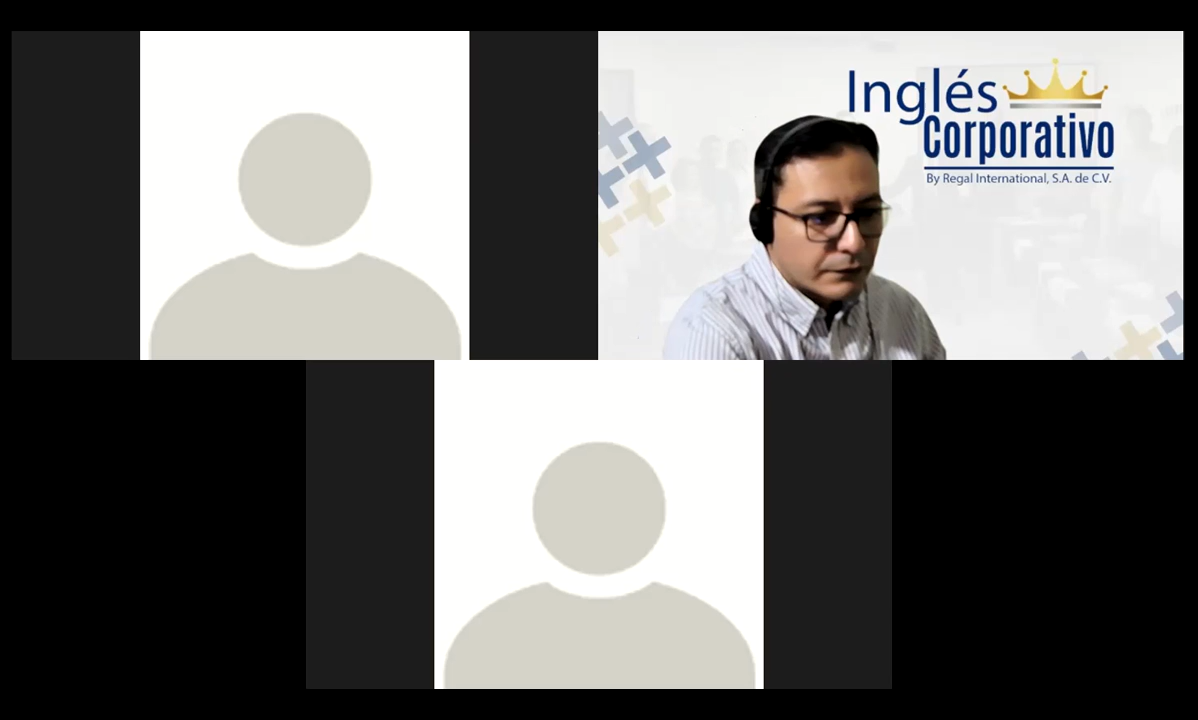 Inglés
Corporativo
By Regal International, S.A. de C.V.